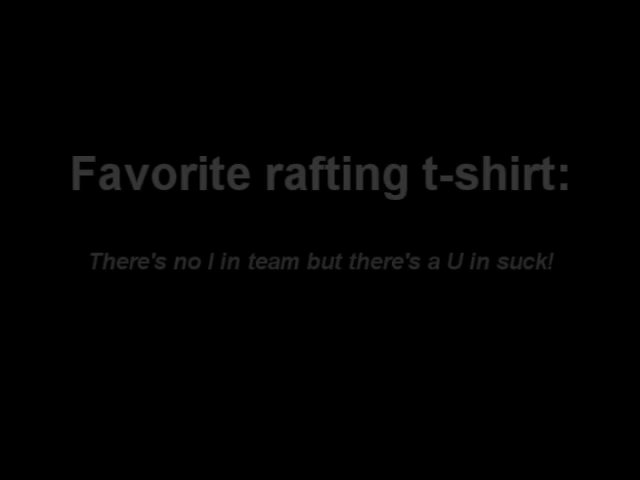 Favorite rafting t-shirt:
There's no I in team but there's a U in suck!